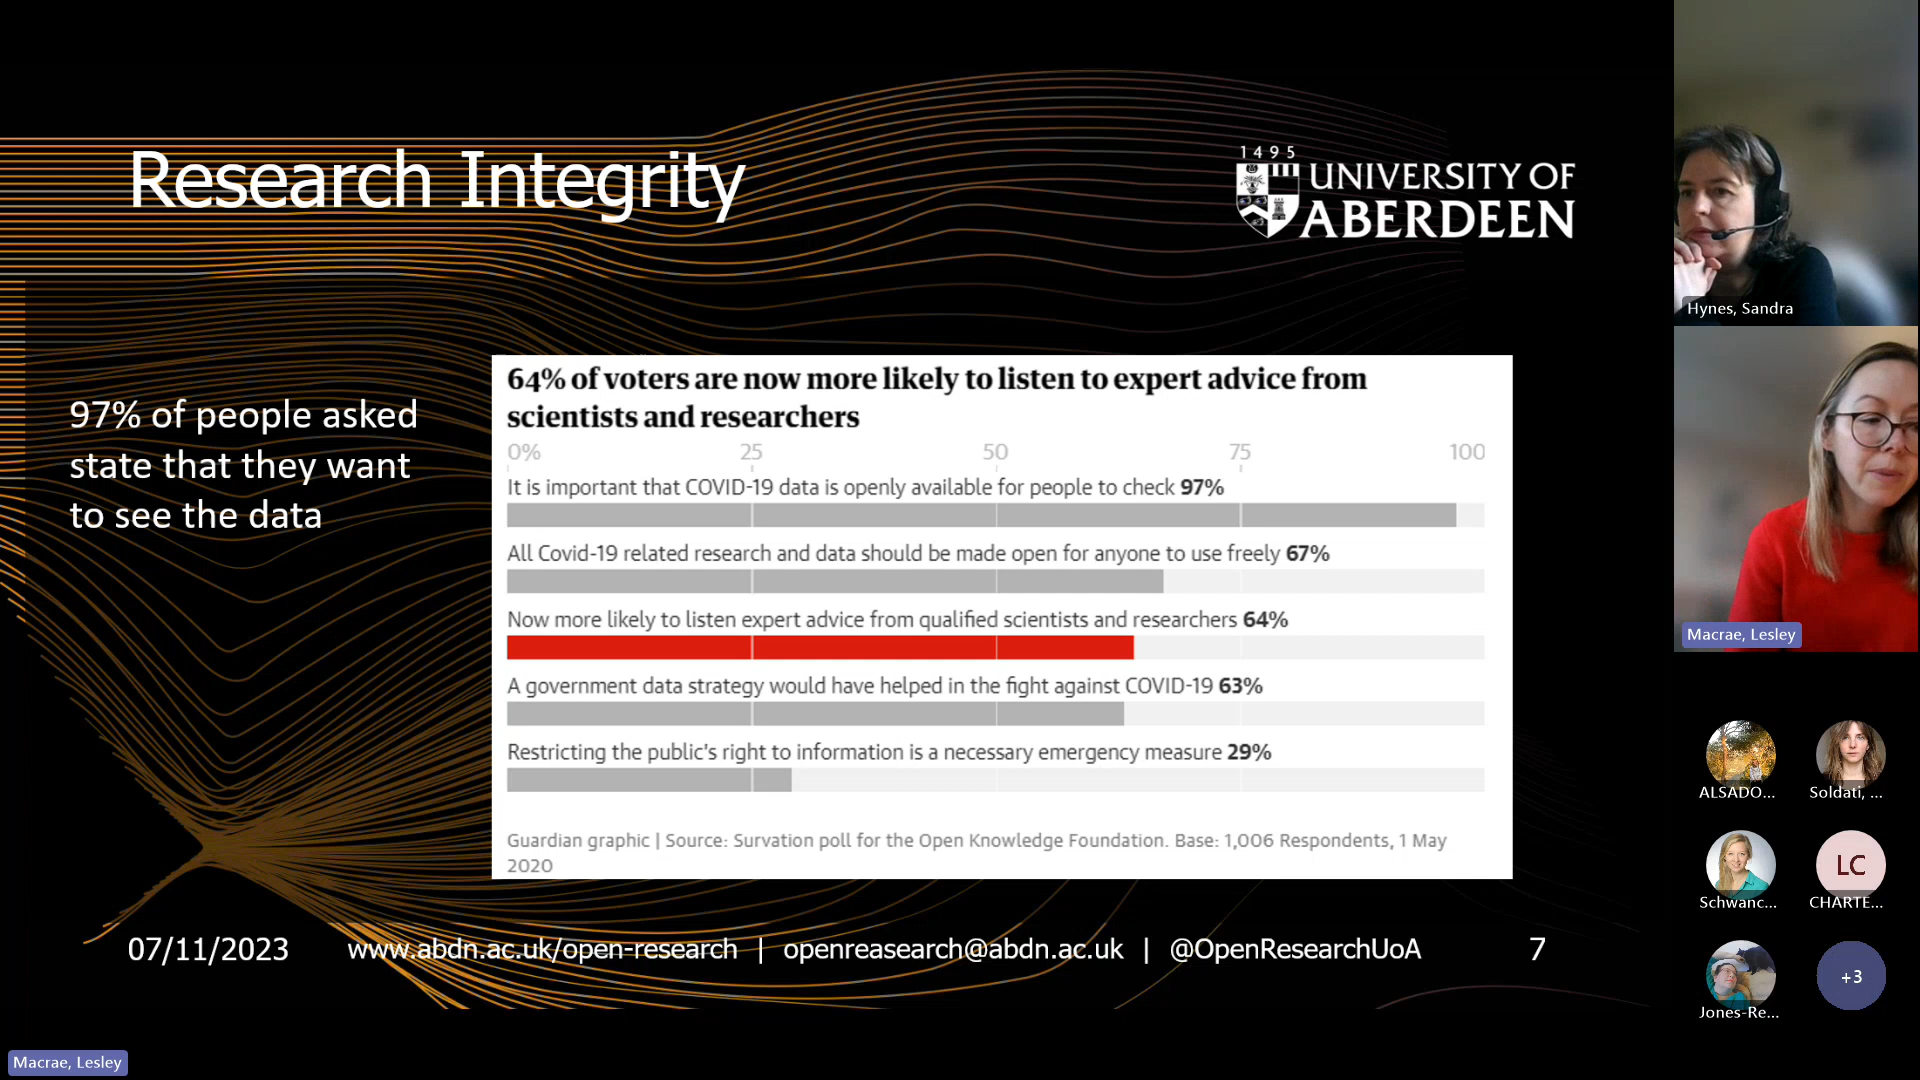 Research Integrity
1495
UNIVERSITY OF
ABERDEEN
97% of people asked
state that they want
to see the data
64% of voters are now more likely to listen to expert advice from
scientists and researchers
0% 25 50 75 100
It is important that COVID-19 data is openly available for people to check 97%
All Covid-19 related research and data should be made open for anyone to use freely 67%
Now more likely to listen expert advice from qualified scientists and researchers 64%
A government data strategy would have helped in the fight against COVID-19 63%
Restricting the public's right to information is a necessary emergency measure 29%
Guardian graphic | Source: Survation poll for the Open Knowledge Foundation. Base: 1,006 Respondents, 1 May
2020
07/11/2023 www.abdn.ac.uk/open-research | openreasearch@abdn.ac.uk | @OpenResearchUoA 7
Hynes, Sandra
Macrae, Lesley
ALSADO... Soldati, ...
LC
Schwanc... CHARTE...
+3
Jones-Re...
Macrae, Lesley